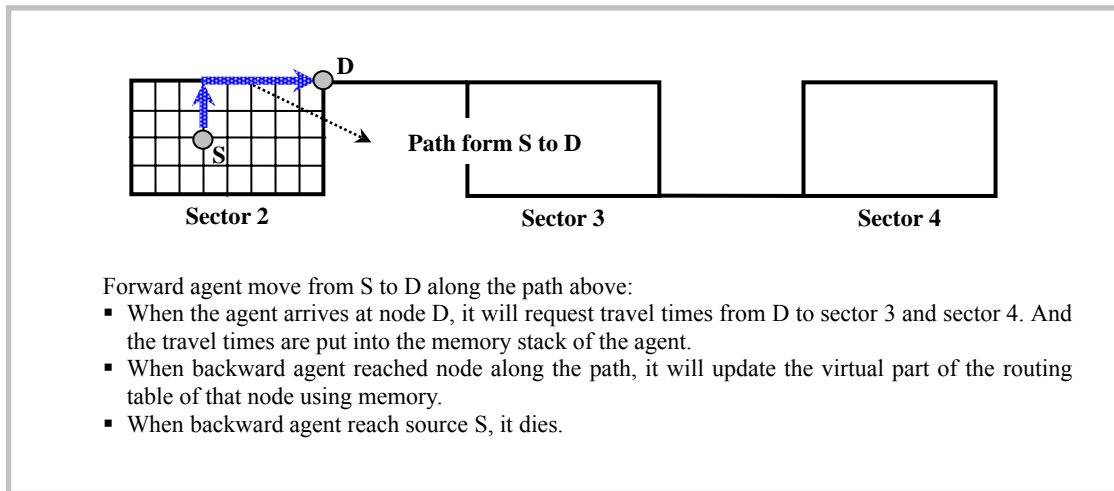 D
S
Path form S to D
Sector 2
Sector 3
Sector 4
Forward agent move from S to D along the path above:
▪ When the agent arrives at node D, it will request travel times from D to sector 3 and sector 4. And
the travel times are put into the memory stack of the agent.
▪ When backward agent reached node along the path, it will update the virtual part of the routing
table of that node using memory.
▪ When backward agent reach source S, it dies.